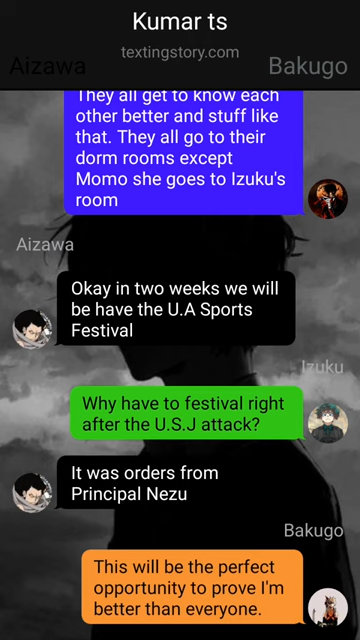 Kumar ts
textingstory.com
Aizawa
Bakugo
They all get to know each
other better and stuff like
that. They all go to their
dorm rooms except
Momo she goes to Izuku's
room
Aizawa
Okay in two weeks we will
be have the U.A Sports
Festival
Izuku
Why have to festival right
after the U.S.J attack?
It was orders from
Principal Nezu
Bakugo
This will be the perfect
opportunity to prove I'm
better than everyone.